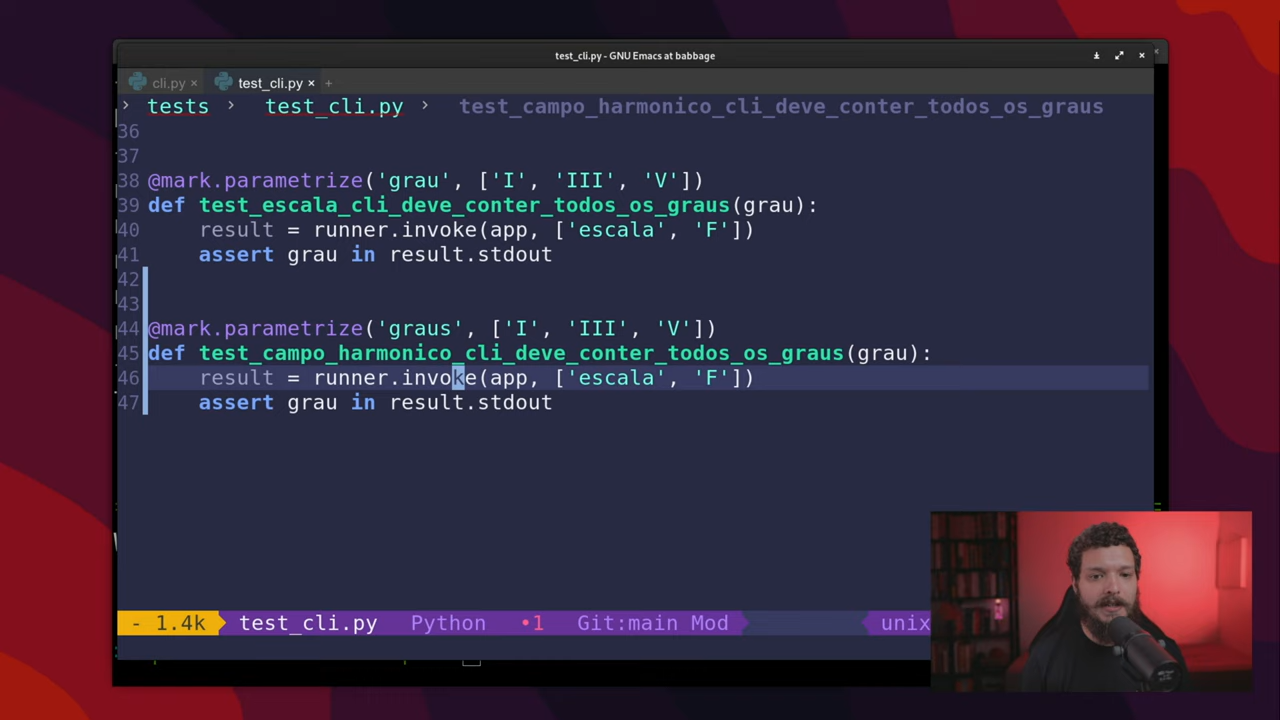 test_cli.py - GNU Emacs at babbage
cli.py × test_cli.py × +
› tests › test_cli.py › test_campo_harmonico_cli_deve_conter_todos_os_graus
36
37
38 @mark.parametrize('grau', ['I', 'III', 'V'])
39 def test_escala_cli_deve_conter_todos_os_graus(grau):
40 result = runner.invoke(app, ['escala', 'F'])
41 assert grau in result.stdout
42
43
44 @mark.parametrize('graus', ['I', 'III', 'V'])
45 def test_campo_harmonico_cli_deve_conter_todos_os_graus(grau):
46 result = runner.invoke(app, ['escala', 'F'])
47 assert grau in result.stdout
- 1.4k test_cli.py Python •1 Git:main Mod unix